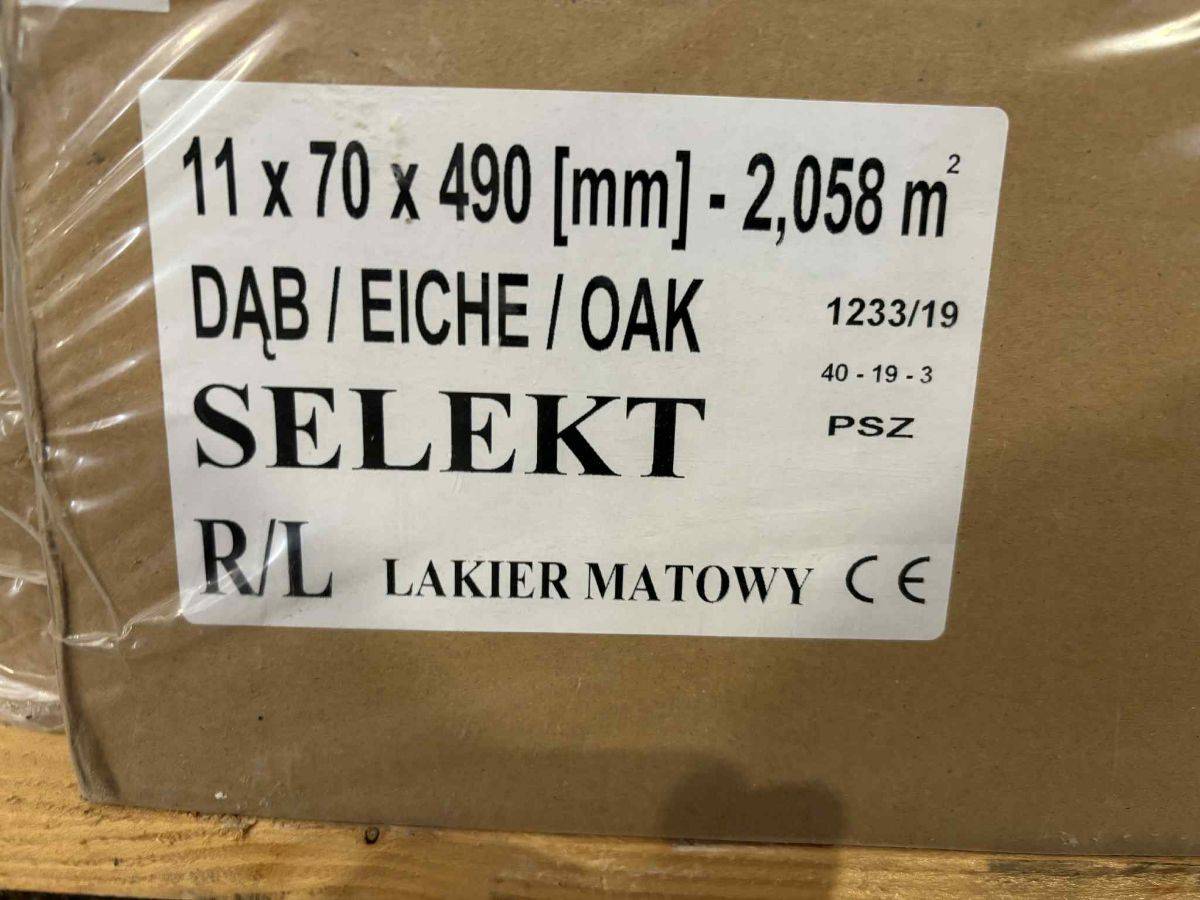 11 x 70 x 490 [mm] - 2,058 m²
DĄB / EICHE / OAK
1233/19
40 - 19 - 3
SELEKT
PSZ
R/L LAKIER MATOWY CE